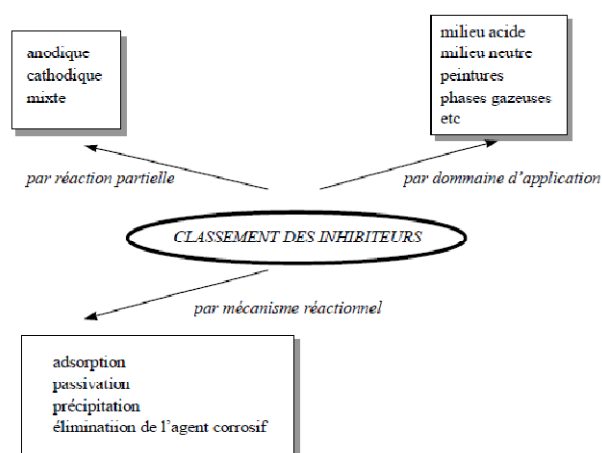 anodique
cathodique
mixte
milieu acide
milieu neutre
peintures
phases gazeuses
etc
par réaction partielle
par dommaine d'application
CLASSEMENT DES INHIBITEURS
par mécanisme réactionnel
adsorption
passivation
précipitation
éliminatiion de l'agent corrosif